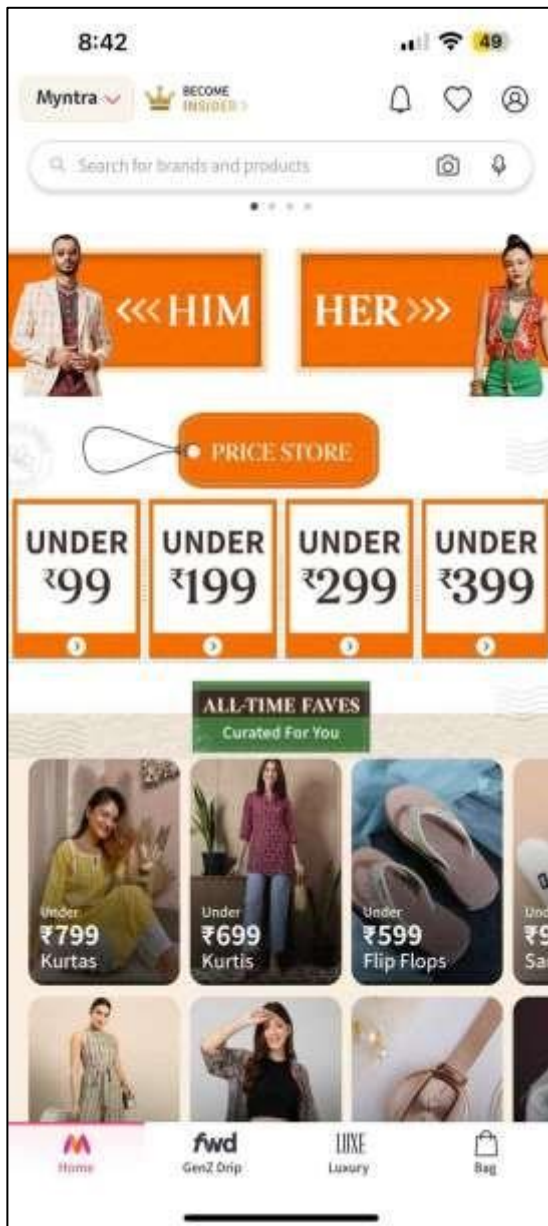 8:42
49
Myntra
BECOME
INSIDER
Search for brands and products
<<< HIM
HER >>>
PRICE STORE
UNDER
₹99
UNDER
₹199
UNDER
₹299
UNDER
₹399
ALL-TIME FAVES
Curated For You
Under
₹799
Kurtas
Under
₹699
Kurtis
Under
₹599
Flip Flops
Home
fwd
GenZ Drip
LUXE
Luxury
Bag